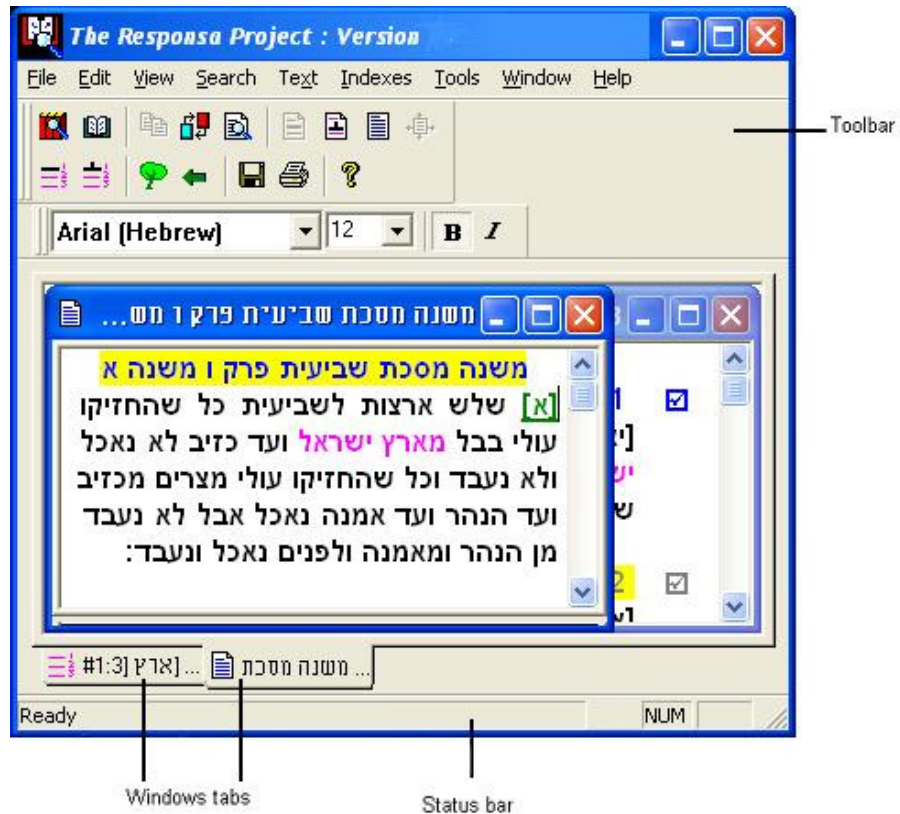 The Responsa Project : Version
File Edit View Search Text Indexes Tools Window Help
Toolbar
Arial (Hebrew) 12 B I
משנה מסכת שביעית פרק ו מש...
משנה מסכת שביעית פרק ו משנה א
[א] שלש ארצות לשביעית כל שהחזיקו
עולי בבל מארץ ישראל ועד כזיב לא נאכל
ולא נעבד וכל שהחזיקו עולי מצרים מכזיב
ועד הנהר ועד אמנה נאכל אבל לא נעבד
מן הנהר ומאמנה ולפנים נאכל ונעבד:
1
2
#1:3] ארץ] ...
משנה מסכת ...
Ready NUM
Windows tabs
Status bar